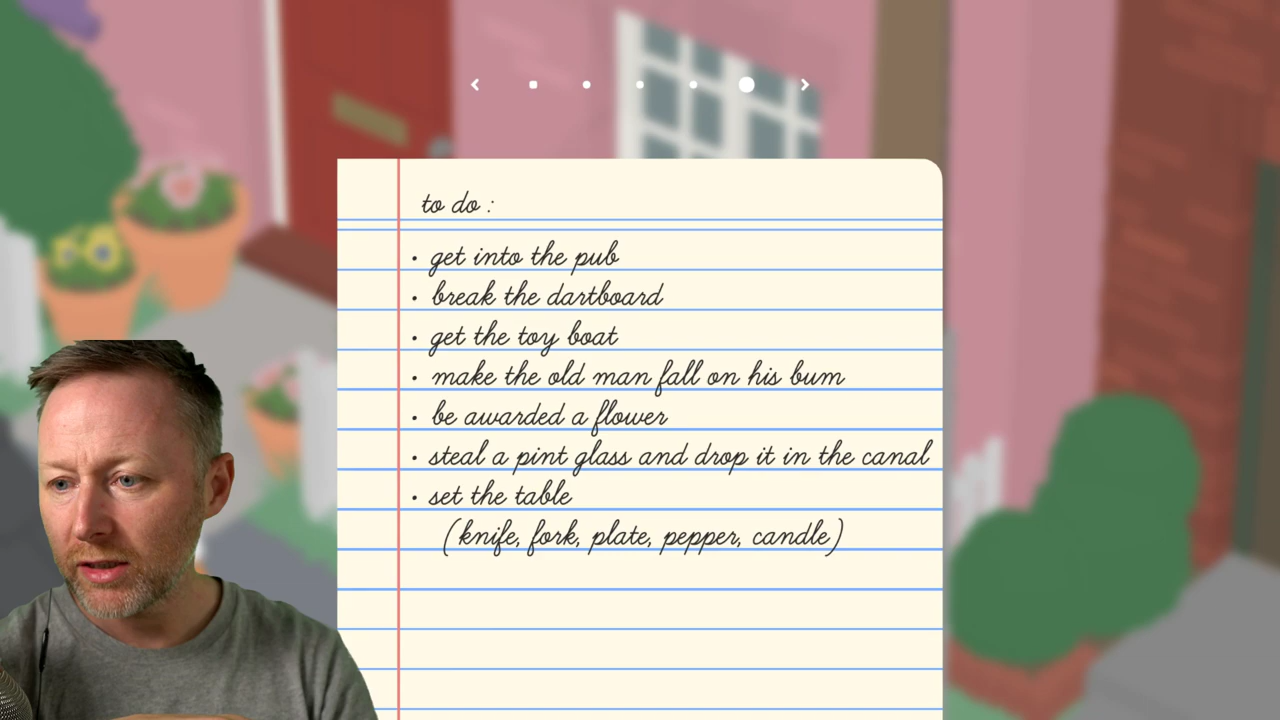 to do :
• get into the pub
• break the dartboard
• get the toy boat
• make the old man fall on his bum
• be awarded a flower
• steal a pint glass and drop it in the canal
• set the table
(knife, fork, plate, pepper, candle)